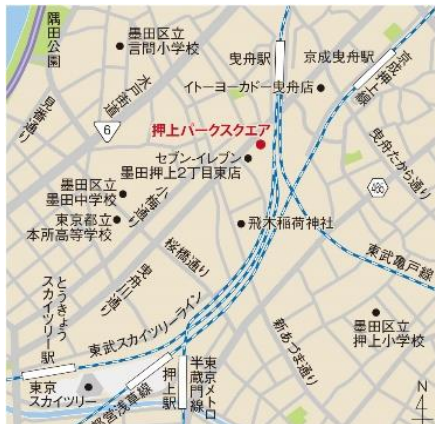 隅田
公園
墨田区立
言問小学校
水戸街道
見番通り
6
曳舟駅
京成曳舟駅
イトーヨーカドー曳舟店
京成押上線
押上パークスクエア
セブン-イレブン
墨田押上2丁目東店
曳舟たから通り
墨田区立
墨田中学校
小梅通り
東京都立
本所高等学校
飛木稲荷神社
桜橋通り
曳舟川通り
東武亀戸線
とうきょう
スカイツリー駅
東武スカイツリーライン
新あづま通り
墨田区立
押上小学校
東京
スカイツリー
都営浅草線
押上駅
東京メトロ
半蔵門線
N